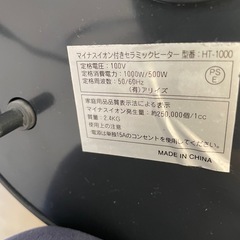 マイナスイオン付きセラミックヒーター 型番：HT-1000
定格電圧：100V
定格消費電力：1000W/500W
定格周波数：50/60Hz
(有)アリイズ
PS
E
家庭用品品質表示法による表示
マイナスイオン発生量：約250,000個/1cc
質量：2.4KG
使用上の注意
電源は単独15Aのコンセントを使用してください。
MADE IN CHINA